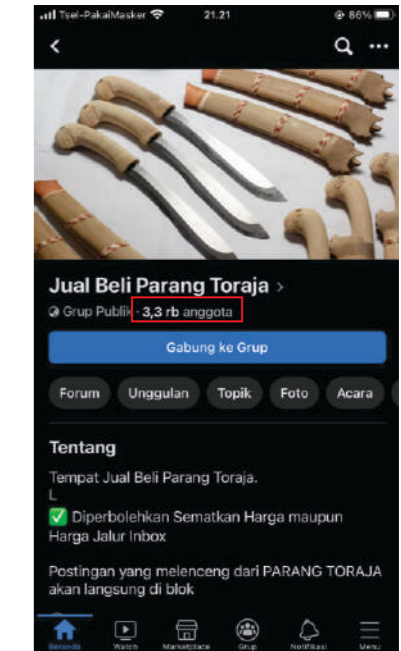 Tsel-PakaiMasker 21.21 86%
Jual Beli Parang Toraja >
Grup Publik · 3,3 rb anggota
Gabung ke Grup
Forum Unggulan Topik Foto Acara
Tentang
Tempat Jual Beli Parang Toraja.
L
✅ Diperbolehkan Sematkan Harga maupun
Harga Jalur Inbox
Postingan yang melenceng dari PARANG TORAJA
akan langsung di blok
Beranda Watch Marketplace Grup Notifikasi Menu